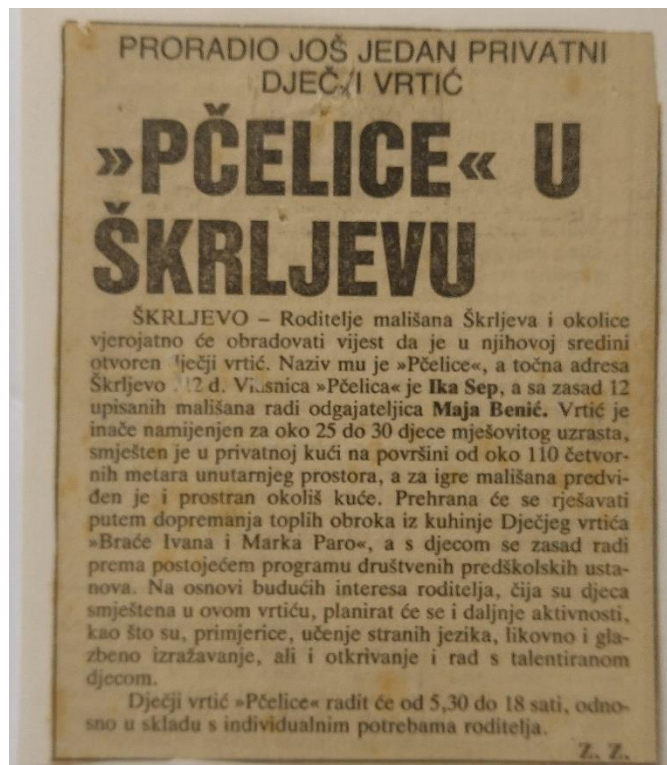 PRORADIO JOŠ JEDAN PRIVATNI
VRTIĆ
»PČELICE« U
ŠKRLJEVU
ŠKRLJEVO – Roditelje mališana Škrljeva i okolice
vjerojatno će obradovati vijest da je u njihovoj sredini
otvoren dječji vrtić. Naziv mu je »Pčelice«, a točna adresa
Škrljevo d. Vlasnica »Pčelica« je Ika Sep, a sa zasad 12
upisanih mališana radi odgajateljica Maja Benić. Vrtić je
inače namijenjen za oko 25 do 30 djece mješovitog uzrasta,
smješten je u privatnoj kući na površini od oko 110 četvor-
nih metara unutarnjeg prostora, a za igre mališana predvi-
đen je i prostran okoliš kuće. Prehrana će se rješavati
putem dopremanja toplih obroka iz kuhinje Dječjeg vrtića
»Braće Ivana i Marka Paro«, a s djecom se zasad radi
prema postojećem programu društvenih predškolskih usta-
nova. Na osnovi budućih interesa roditelja, čija su djeca
smještena u ovom vrtiću, planirat će se i daljnje aktivnosti,
kao što su, primjerice, učenje stranih jezika, likovno i gla-
zbeno izražavanje, ali i otkrivanje i rad s talentiranom
djecom.
Dječji vrtić »Pčelice« radit će od 5,30 do 18 sati, odno-
sno u skladu s individualnim potrebama roditelja.
Z. Z.